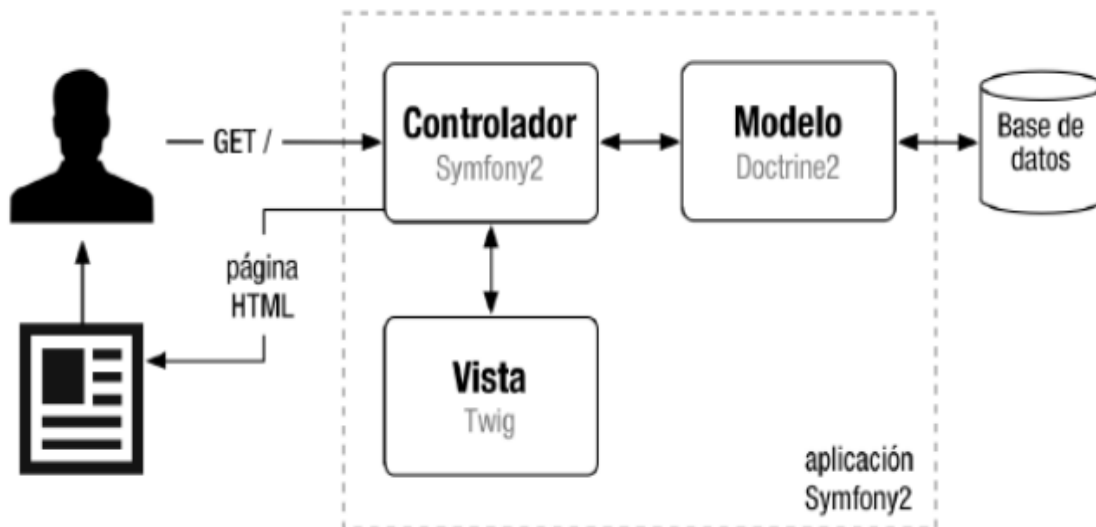 GET /
Controlador
Symfony2
Modelo
Doctrine2
Base de
datos
página
HTML
Vista
Twig
aplicación
Symfony2